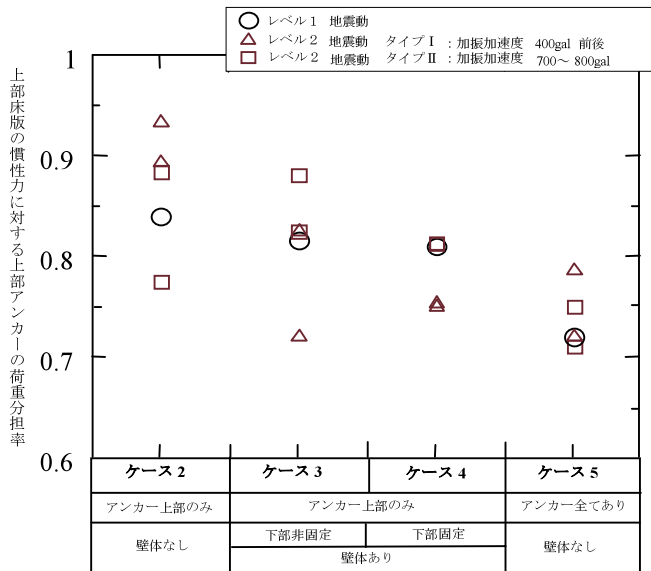 レベル１ 地震動
レベル２ 地震動 タイプⅠ ：加振加速度 400gal 前後
レベル２ 地震動 タイプⅡ ：加振加速度 700～ 800gal
上部床版の慣性力に対する上部アンカーの荷重分担率
1
0.9
0.8
0.7
0.6
ケース 2 ケース 3 ケース 4 ケース 5
アンカー上部のみ アンカー上部のみ アンカー全てあり
下部非固定 下部固定
壁体なし 壁体あり 壁体なし